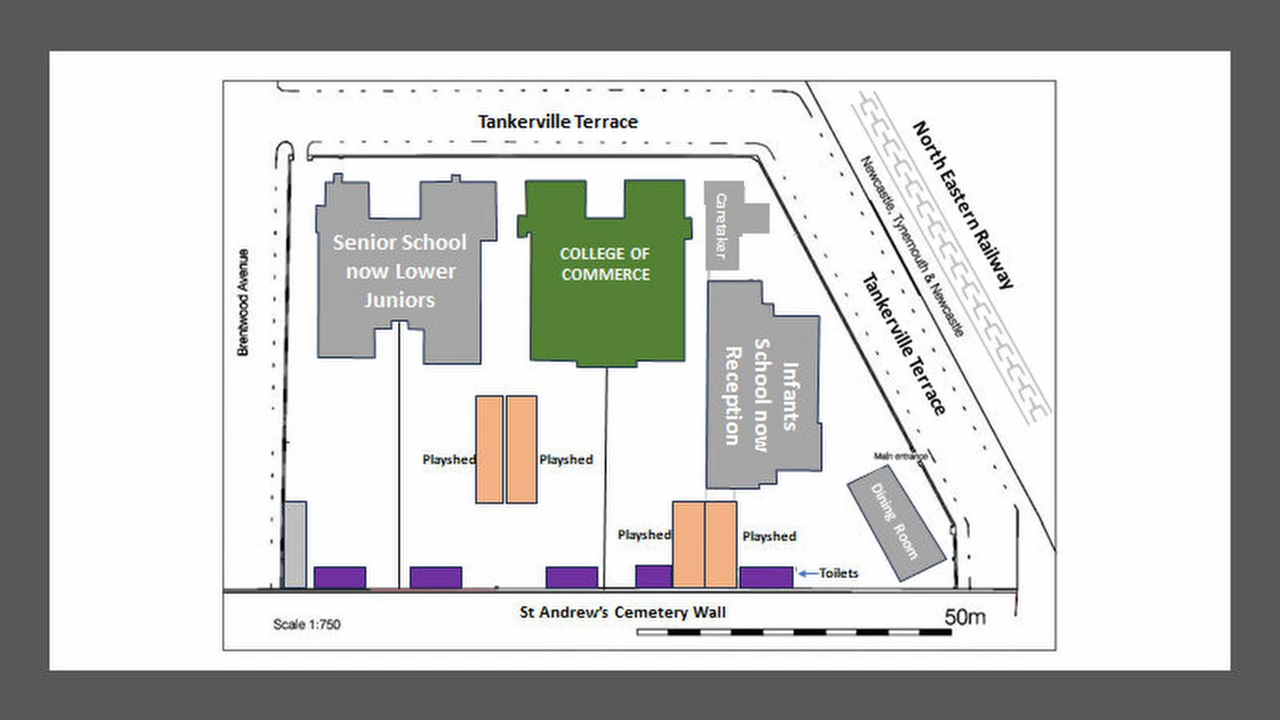 Tankerville Terrace
North Eastern Railway
Newcastle, Tynemouth & Newcastle
Tankerville Terrace
Brentwood Avenue
Senior School
now Lower
Juniors
COLLEGE OF
COMMERCE
Caretaker
Infants
School now
Reception
Playshed
Playshed
Main entrance
Dining Room
Playshed
Playshed
Toilets
St Andrew's Cemetery Wall
Scale 1:750
50m